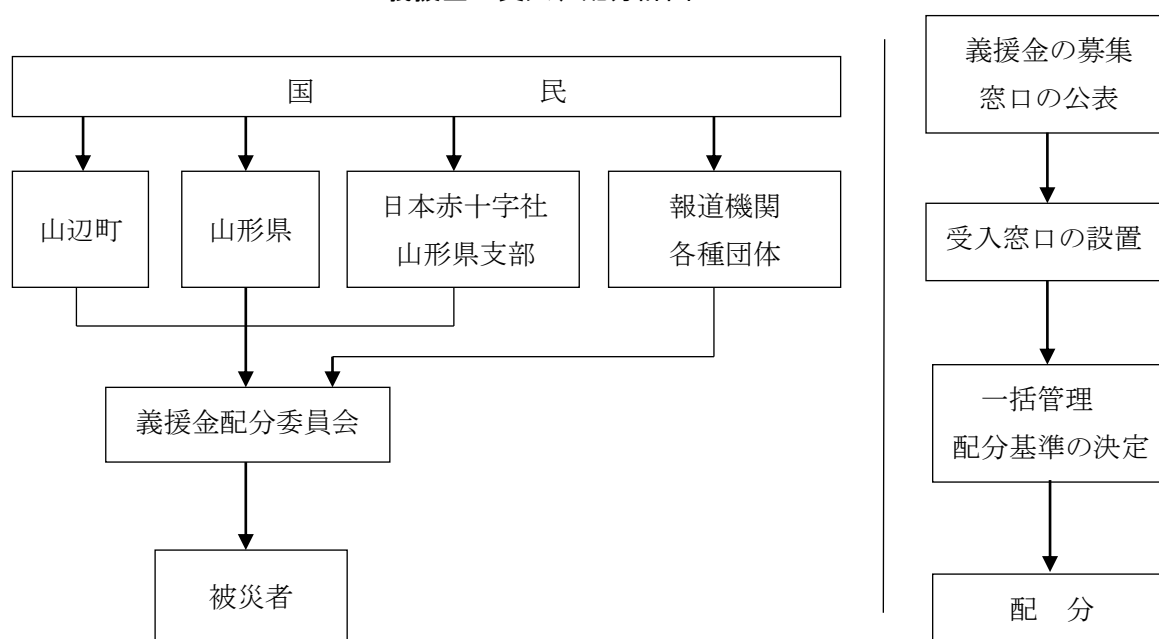 国　　民
山辺町
山形県
日本赤十字社
山形県支部
報道機関
各種団体
義援金配分委員会
被災者
義援金の募集
窓口の公表
受入窓口の設置
一括管理
配分基準の決定
配　分